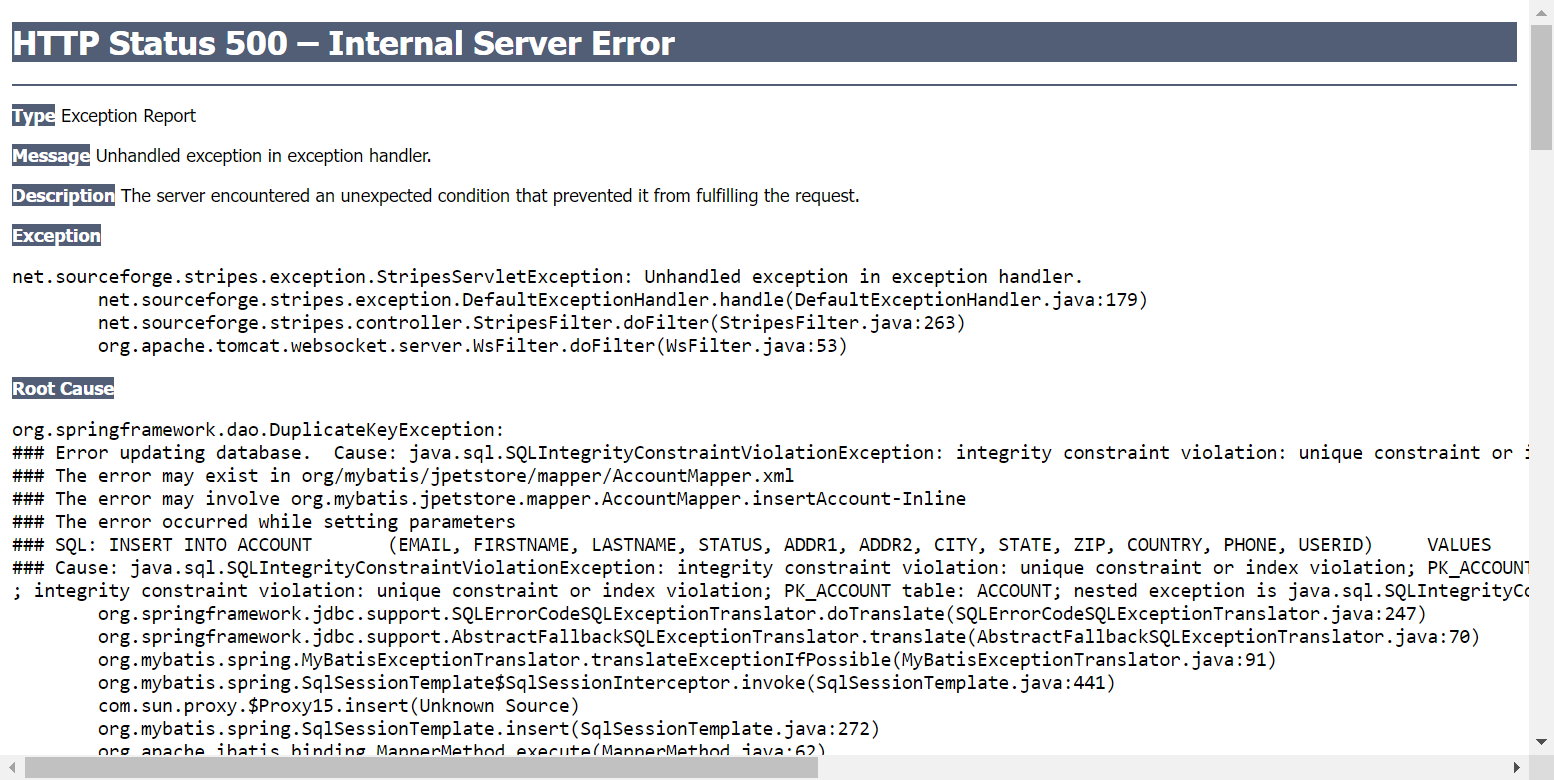 HTTP Status 500 – Internal Server Error
Type Exception Report
Message Unhandled exception in exception handler.
Description The server encountered an unexpected condition that prevented it from fulfilling the request.
Exception
net.sourceforge.stripes.exception.StripesServletException: Unhandled exception in exception handler.
net.sourceforge.stripes.exception.DefaultExceptionHandler.handle(DefaultExceptionHandler.java:179)
net.sourceforge.stripes.controller.StripesFilter.doFilter(StripesFilter.java:263)
org.apache.tomcat.websocket.server.WsFilter.doFilter(WsFilter.java:53)
Root Cause
org.springframework.dao.DuplicateKeyException:
### Error updating database.  Cause: java.sql.SQLIntegrityConstraintViolationException: integrity constraint violation: unique constraint or i
### The error may exist in org/mybatis/jpetstore/mapper/AccountMapper.xml
### The error may involve org.mybatis.jpetstore.mapper.AccountMapper.insertAccount-Inline
### The error occurred while setting parameters
### SQL: INSERT INTO ACCOUNT       (EMAIL, FIRSTNAME, LASTNAME, STATUS, ADDR1, ADDR2, CITY, STATE, ZIP, COUNTRY, PHONE, USERID)     VALUES
### Cause: java.sql.SQLIntegrityConstraintViolationException: integrity constraint violation: unique constraint or index violation; PK_ACCOUNT
; integrity constraint violation: unique constraint or index violation; PK_ACCOUNT table: ACCOUNT; nested exception is java.sql.SQLIntegrityCo
org.springframework.jdbc.support.SQLErrorCodeSQLExceptionTranslator.doTranslate(SQLErrorCodeSQLExceptionTranslator.java:247)
org.springframework.jdbc.support.AbstractFallbackSQLExceptionTranslator.translate(AbstractFallbackSQLExceptionTranslator.java:70)
org.mybatis.spring.MyBatisExceptionTranslator.translateExceptionIfPossible(MyBatisExceptionTranslator.java:91)
org.mybatis.spring.SqlSessionTemplate$SqlSessionInterceptor.invoke(SqlSessionTemplate.java:441)
com.sun.proxy.$Proxy15.insert(Unknown Source)
org.mybatis.spring.SqlSessionTemplate.insert(SqlSessionTemplate.java:272)
org.apache.ibatis.binding.MapperMethod.execute(MapperMethod.java:62)